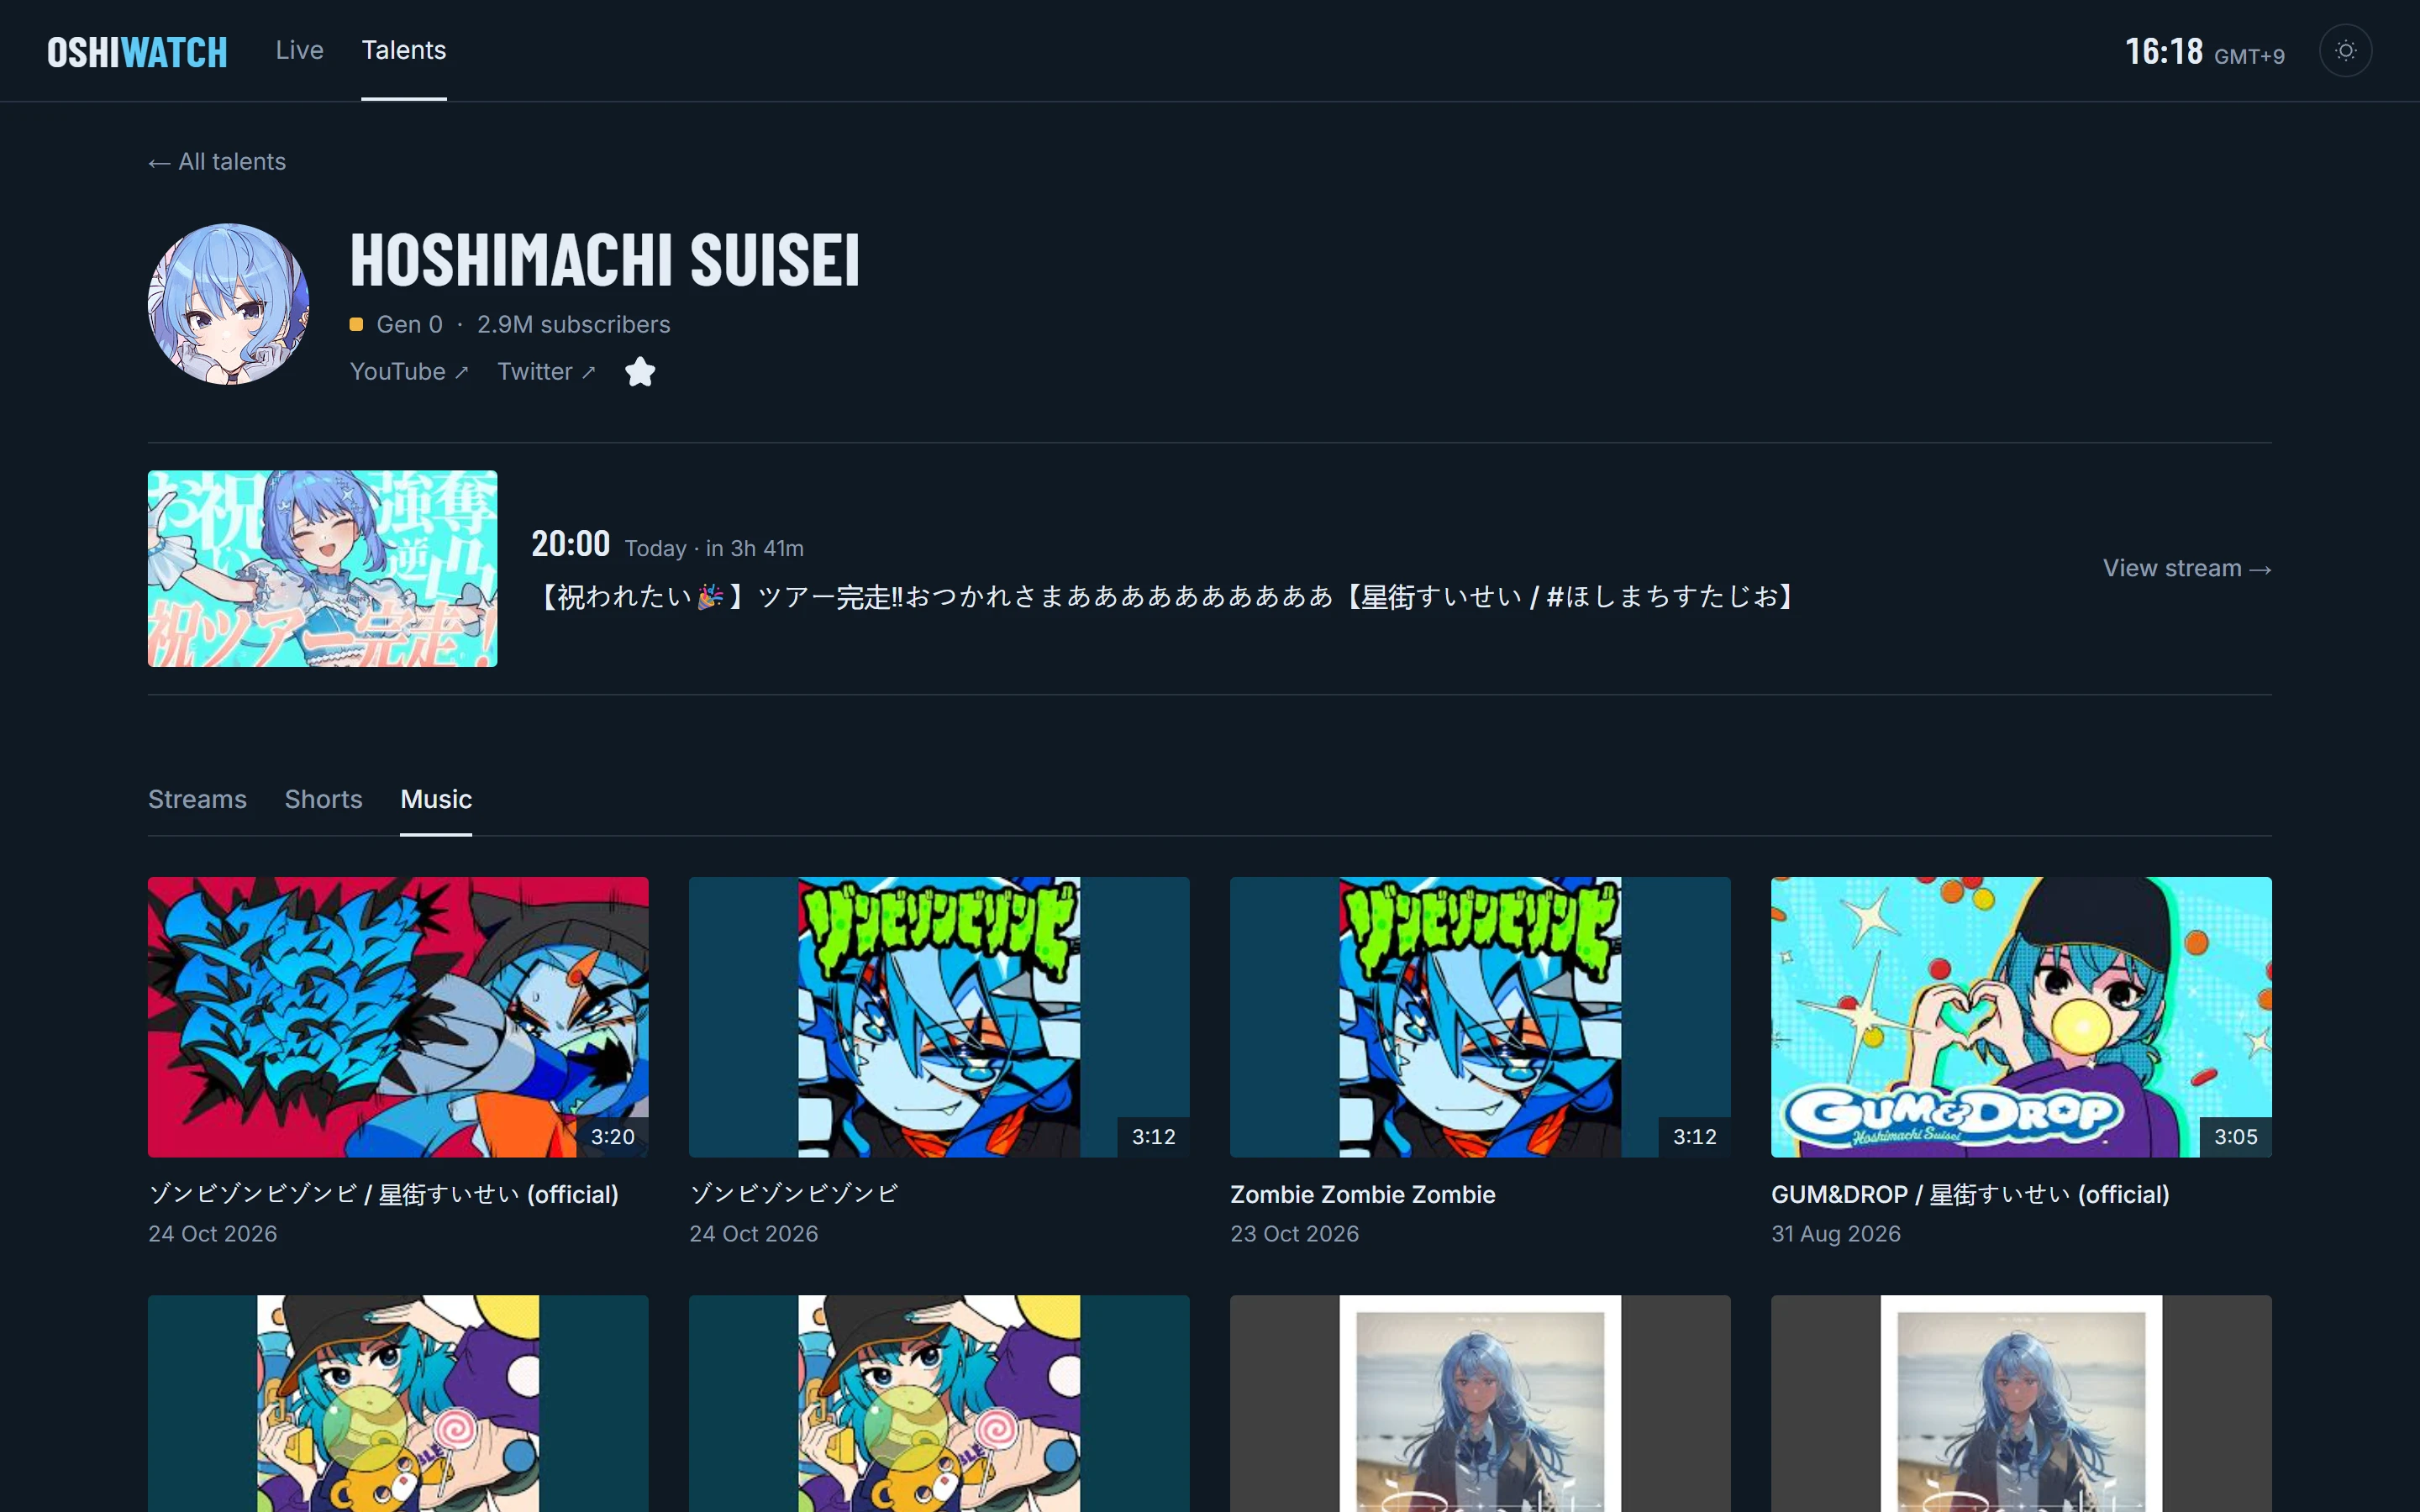 OSHIWATCH
Live
Talents
16:18 GMT+9
← All talents
HOSHIMACHI SUISEI
Gen 0 · 2.9M subscribers
YouTube ↗ Twitter ↗
お祝い
強奪
逆凸
祝ツアー完走!
20:00 Today · in 3h 41m
【祝われたい🎉】ツアー完走‼おつかれさまああああああああああ【星街すいせい / #ほしまちすたじお】
View stream →
Streams
Shorts
Music
3:20
ゾンビゾンビゾンビ
3:12
ゾンビゾンビゾンビ
3:12
GUM&DROP
Hoshimachi Suisei
3:05
ゾンビゾンビゾンビ / 星街すいせい (official)
24 Oct 2026
ゾンビゾンビゾンビ
24 Oct 2026
Zombie Zombie Zombie
23 Oct 2026
GUM&DROP / 星街すいせい (official)
31 Aug 2026